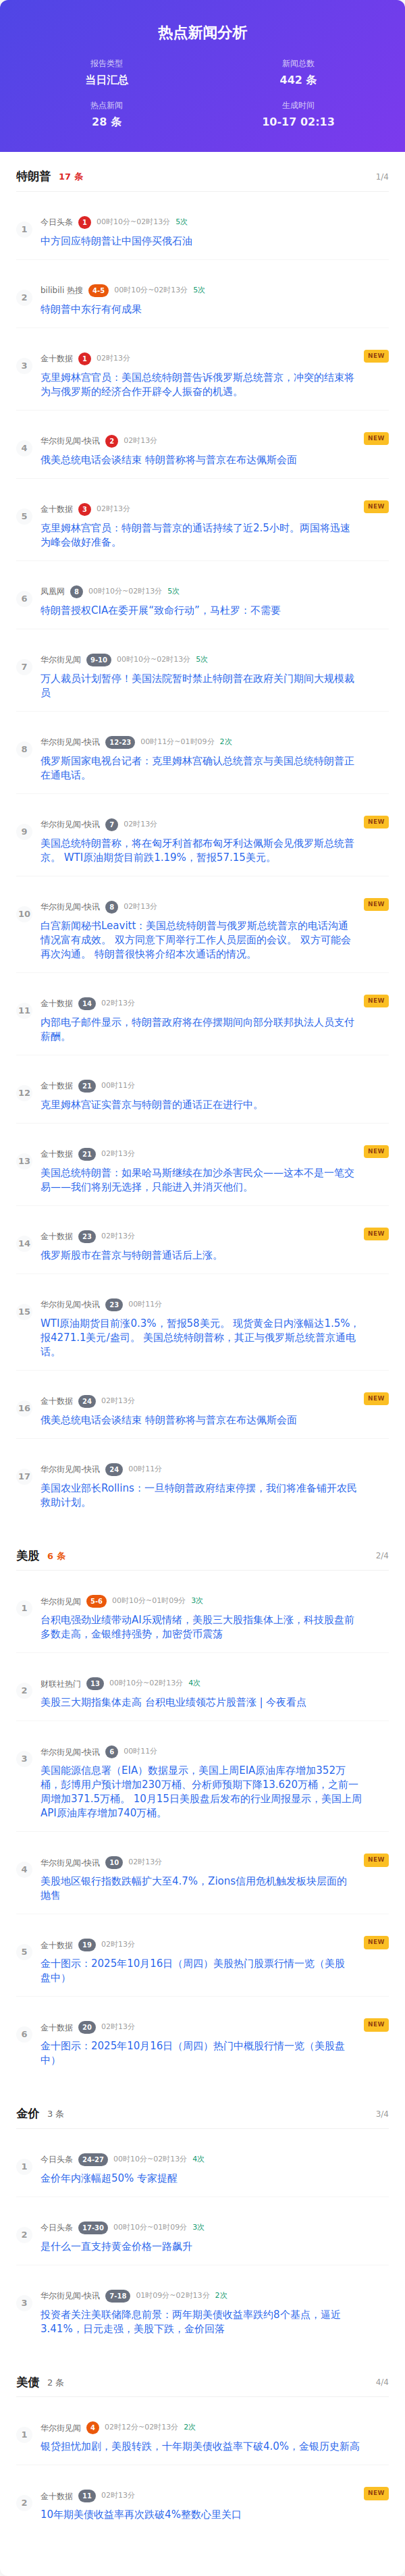 热点新闻分析
报告类型
当日汇总
新闻总数
442 条
热点新闻
28 条
生成时间
10-17 02:13
特朗普 17 条 1/4
1 今日头条 1 00时10分~02时13分 5次
中方回应特朗普让中国停买俄石油
2 bilibili 热搜 4-5 00时10分~02时13分 5次
特朗普中东行有何成果
3 金十数据 1 02时13分 NEW
克里姆林宫官员：美国总统特朗普告诉俄罗斯总统普京，冲突的结束将
为与俄罗斯的经济合作开辟令人振奋的机遇。
4 华尔街见闻-快讯 2 02时13分 NEW
俄美总统电话会谈结束 特朗普称将与普京在布达佩斯会面
5 金十数据 3 02时13分 NEW
克里姆林宫官员：特朗普与普京的通话持续了近2.5小时。两国将迅速
为峰会做好准备。
6 凤凰网 8 00时10分~02时13分 5次
特朗普授权CIA在委开展“致命行动”，马杜罗：不需要
7 华尔街见闻 9-10 00时10分~02时13分 5次
万人裁员计划暂停！美国法院暂时禁止特朗普在政府关门期间大规模裁
员
8 华尔街见闻-快讯 12-23 00时11分~01时09分 2次
俄罗斯国家电视台记者：克里姆林宫确认总统普京与美国总统特朗普正
在通电话。
9 华尔街见闻-快讯 7 02时13分 NEW
美国总统特朗普称，将在匈牙利首都布匈牙利达佩斯会见俄罗斯总统普
京。 WTI原油期货目前跌1.19%，暂报57.15美元。
10 华尔街见闻-快讯 8 02时13分 NEW
白宫新闻秘书Leavitt：美国总统特朗普与俄罗斯总统普京的电话沟通
情况富有成效。 双方同意下周举行工作人员层面的会议。 双方可能会
再次沟通。 特朗普很快将介绍本次通话的情况。
11 金十数据 14 02时13分 NEW
内部电子邮件显示，特朗普政府将在停摆期间向部分联邦执法人员支付
薪酬。
12 金十数据 21 00时11分
克里姆林宫证实普京与特朗普的通话正在进行中。
13 金十数据 21 02时13分 NEW
美国总统特朗普：如果哈马斯继续在加沙杀害民众——这本不是一笔交
易——我们将别无选择，只能进入并消灭他们。
14 金十数据 23 02时13分 NEW
俄罗斯股市在普京与特朗普通话后上涨。
15 华尔街见闻-快讯 23 00时11分
WTI原油期货目前涨0.3%，暂报58美元。 现货黄金日内涨幅达1.5%，
报4271.1美元/盎司。 美国总统特朗普称，其正与俄罗斯总统普京通电
话。
16 金十数据 24 02时13分 NEW
俄美总统电话会谈结束 特朗普称将与普京在布达佩斯会面
17 华尔街见闻-快讯 24 00时11分
美国农业部长Rollins：一旦特朗普政府结束停摆，我们将准备铺开农民
救助计划。
美股 6 条 2/4
1 华尔街见闻 5-6 00时10分~01时09分 3次
台积电强劲业绩带动AI乐观情绪，美股三大股指集体上涨，科技股盘前
多数走高，金银维持强势，加密货币震荡
2 财联社热门 13 00时10分~02时13分 4次
美股三大期指集体走高 台积电业绩领芯片股普涨 | 今夜看点
3 华尔街见闻-快讯 6 00时11分
美国能源信息署（EIA）数据显示，美国上周EIA原油库存增加352万
桶，彭博用户预计增加230万桶、分析师预期下降13.620万桶，之前一
周增加371.5万桶。 10月15日美股盘后发布的行业周报显示，美国上周
API原油库存增加740万桶。
4 华尔街见闻-快讯 10 02时13分 NEW
美股地区银行指数跌幅扩大至4.7%，Zions信用危机触发板块层面的
抛售
5 金十数据 19 02时13分 NEW
金十图示：2025年10月16日（周四）美股热门股票行情一览（美股
盘中）
6 金十数据 20 02时13分 NEW
金十图示：2025年10月16日（周四）热门中概股行情一览（美股盘
中）
金价 3 条 3/4
1 今日头条 24-27 00时10分~02时13分 4次
金价年内涨幅超50% 专家提醒
2 今日头条 17-30 00时10分~01时09分 3次
是什么一直支持黄金价格一路飙升
3 华尔街见闻-快讯 7-18 01时09分~02时13分 2次
投资者关注美联储降息前景：两年期美债收益率跌约8个基点，逼近
3.41%，日元走强，美股下跌，金价回落
美债 2 条 4/4
1 华尔街见闻 4 02时12分~02时13分 2次
银贷担忧加剧，美股转跌，十年期美债收益率下破4.0%，金银历史新高
2 金十数据 11 02时13分 NEW
10年期美债收益率再次跌破4%整数心里关口